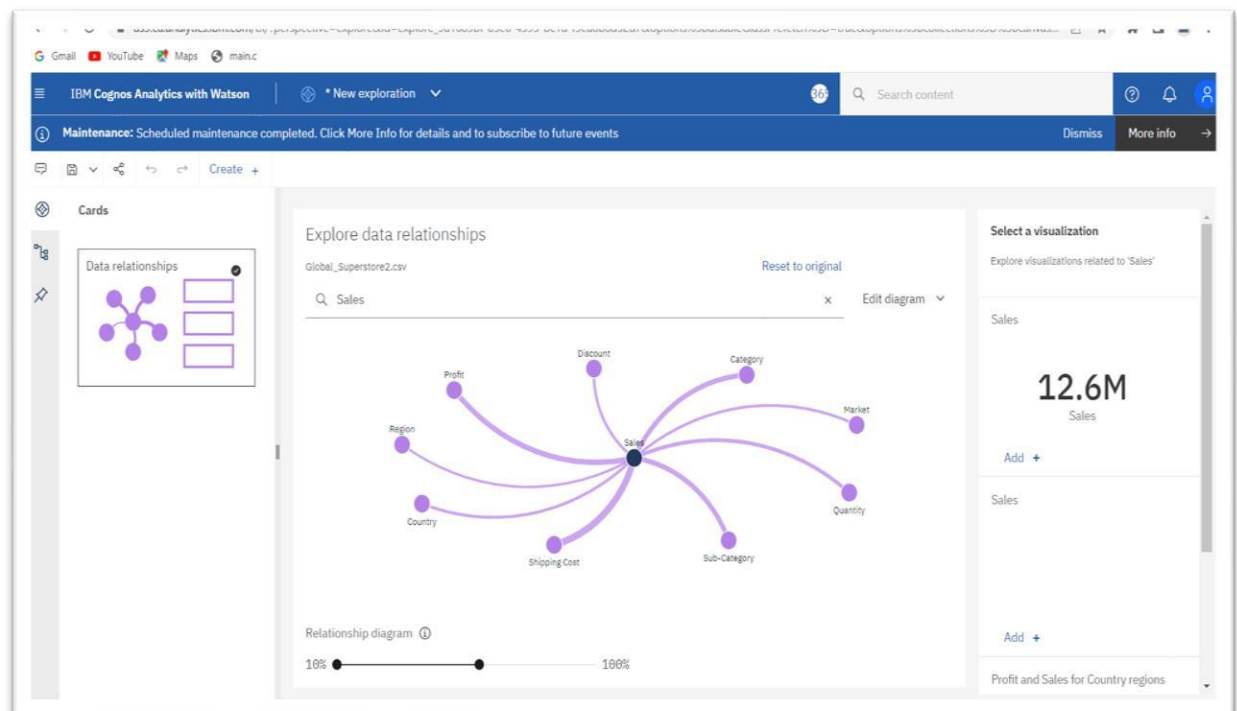 Gmail YouTube Maps main.c
IBM Cognos Analytics with Watson * New exploration Search content
Maintenance: Scheduled maintenance completed. Click More Info for details and to subscribe to future events Dismiss More info
Create +
Cards
Data relationships
Explore data relationships
Global_Superstore2.csv
Reset to original
Sales
Edit diagram
Discount
Category
Profit
Market
Region
Sales
Country
Quantity
Shipping Cost
Sub-Category
Relationship diagram
10% 100%
Select a visualization
Explore visualizations related to 'Sales'
Sales
12.6M
Sales
Add +
Sales
Add +
Profit and Sales for Country regions